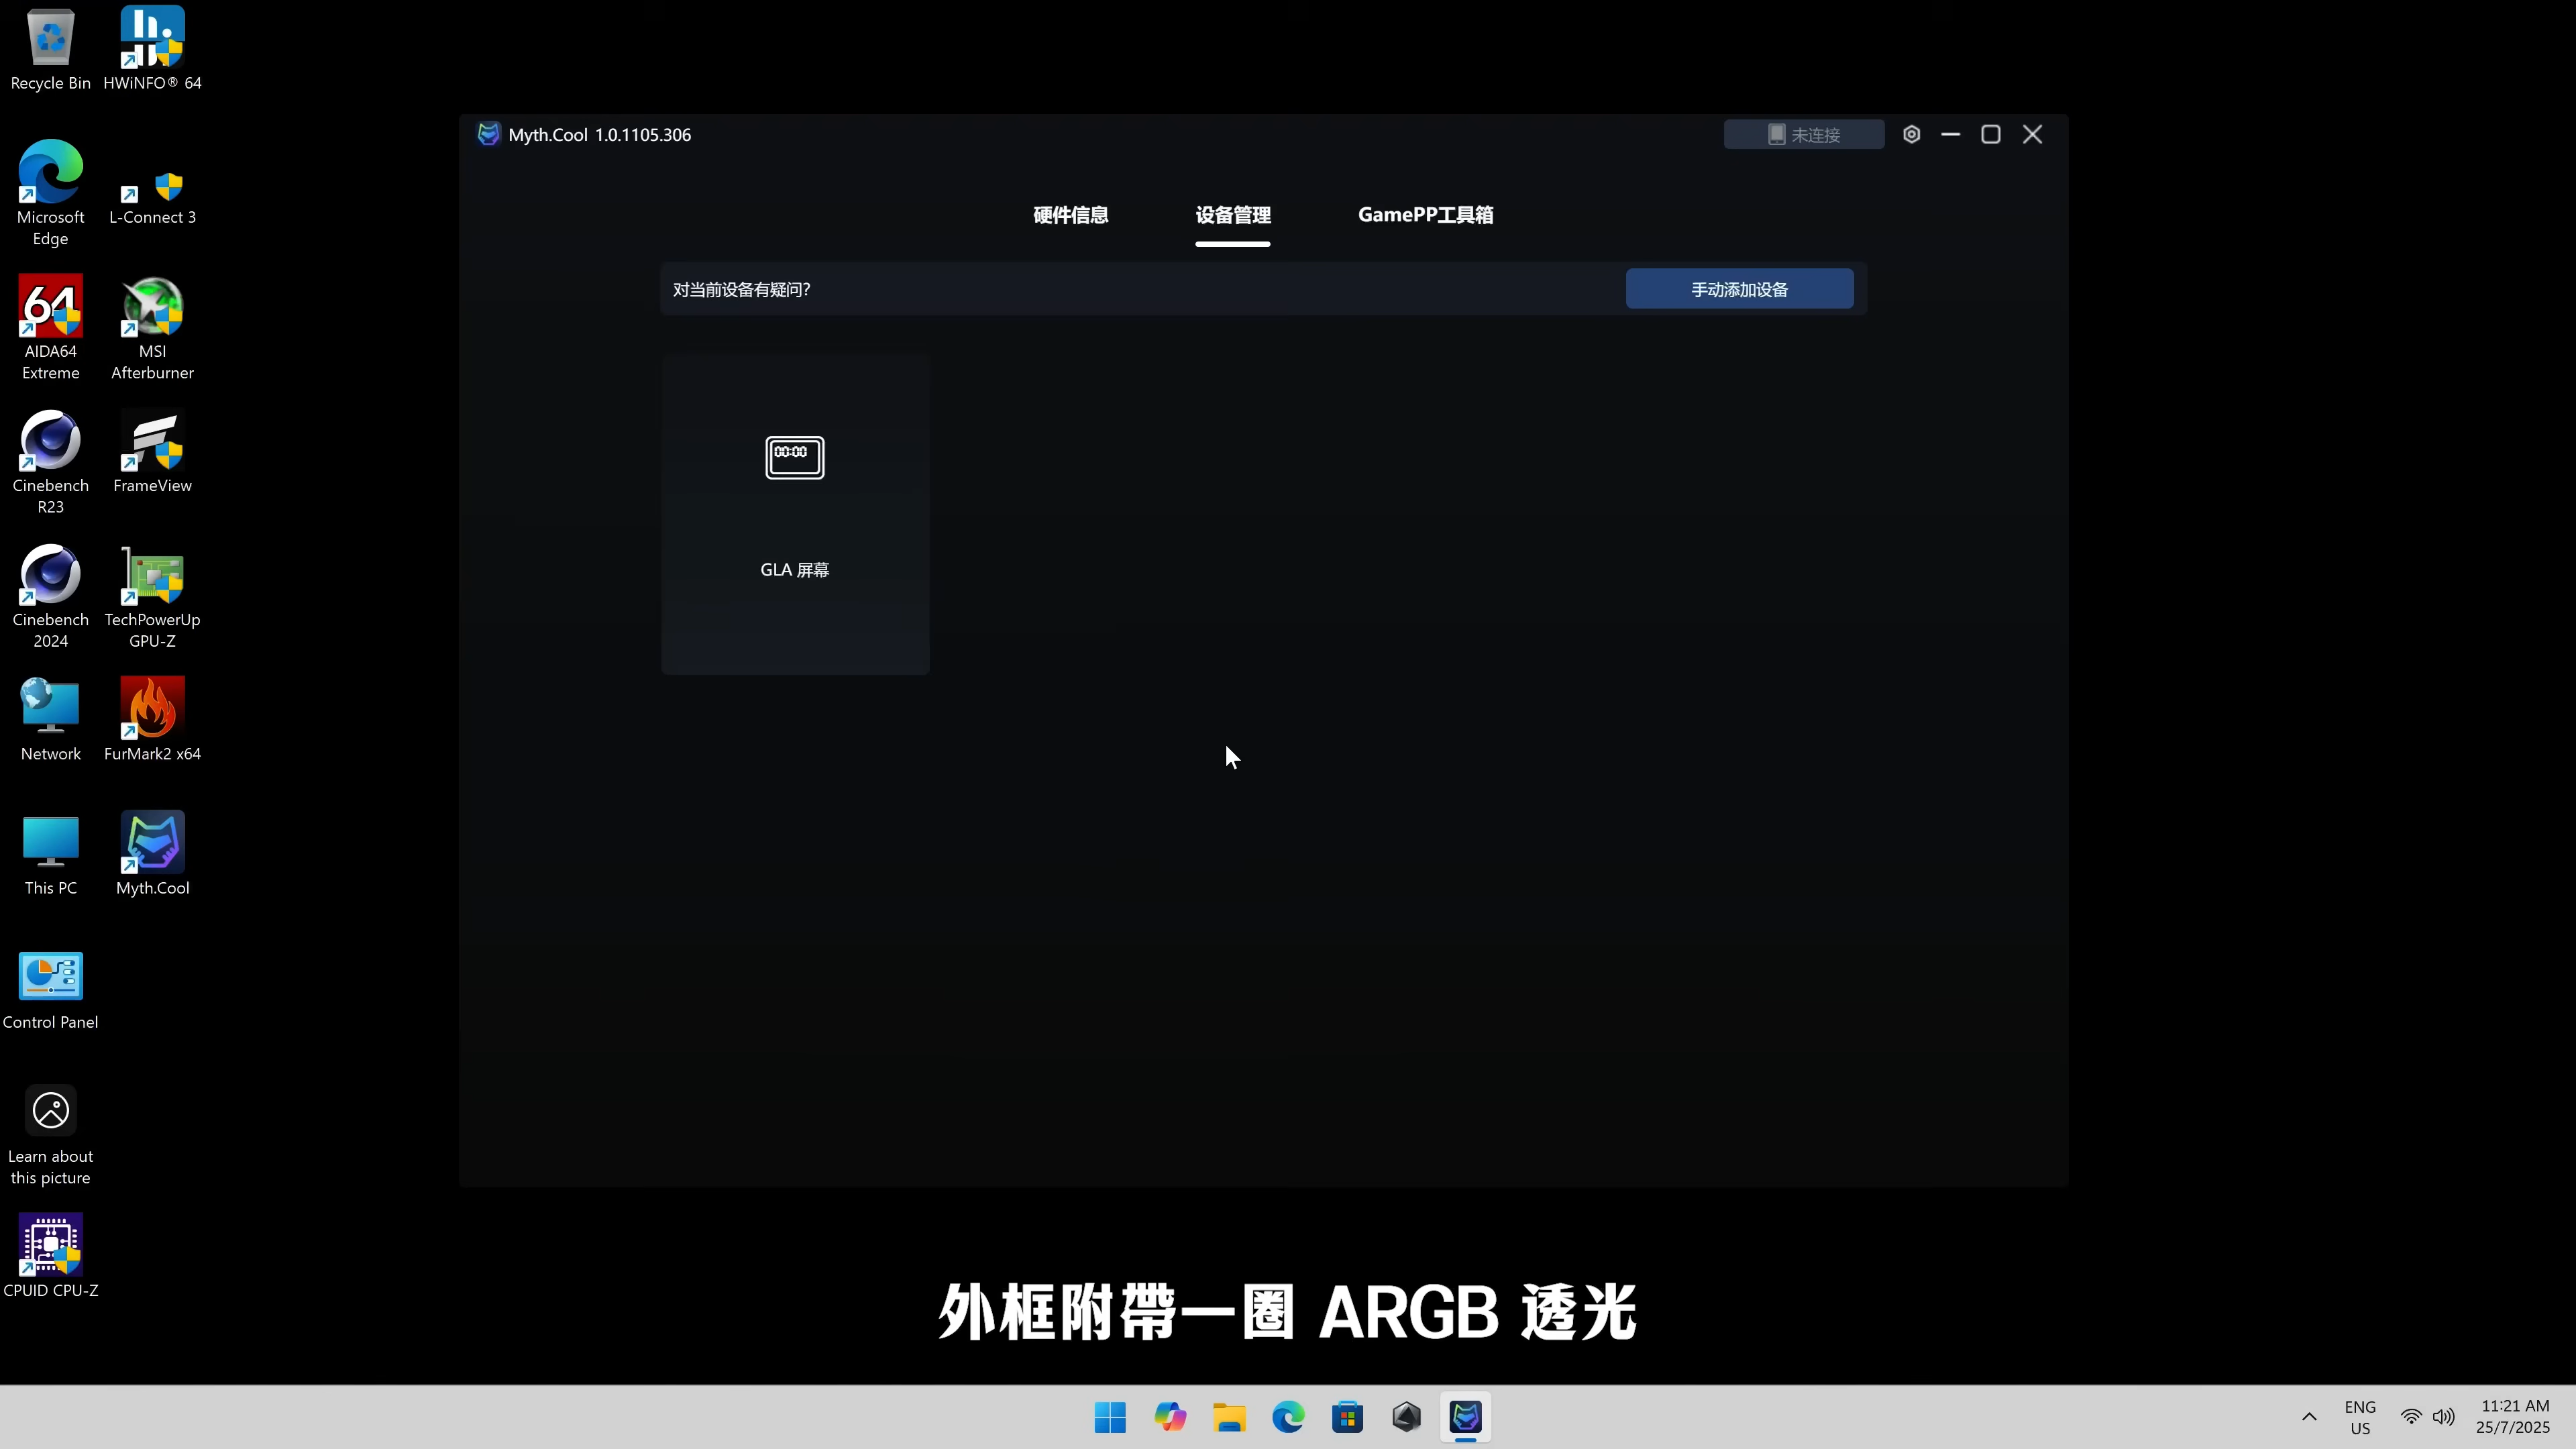 Recycle Bin
HWiNFO® 64
Microsoft
Edge
L-Connect 3
AIDA64
Extreme
MSI
Afterburner
Cinebench
R23
FrameView
Cinebench
2024
TechPowerUp
GPU-Z
Network
FurMark2 x64
This PC
Myth.Cool
Control Panel
Learn about
this picture
CPUID CPU-Z
Myth.Cool 1.0.1105.306
未连接
硬件信息
设备管理
GamePP工具箱
对当前设备有疑问?
手动添加设备
00:00
GLA 屏幕
外框附帶一圈 ARGB 透光
ENG
US
11:21 AM
25/7/2025
64